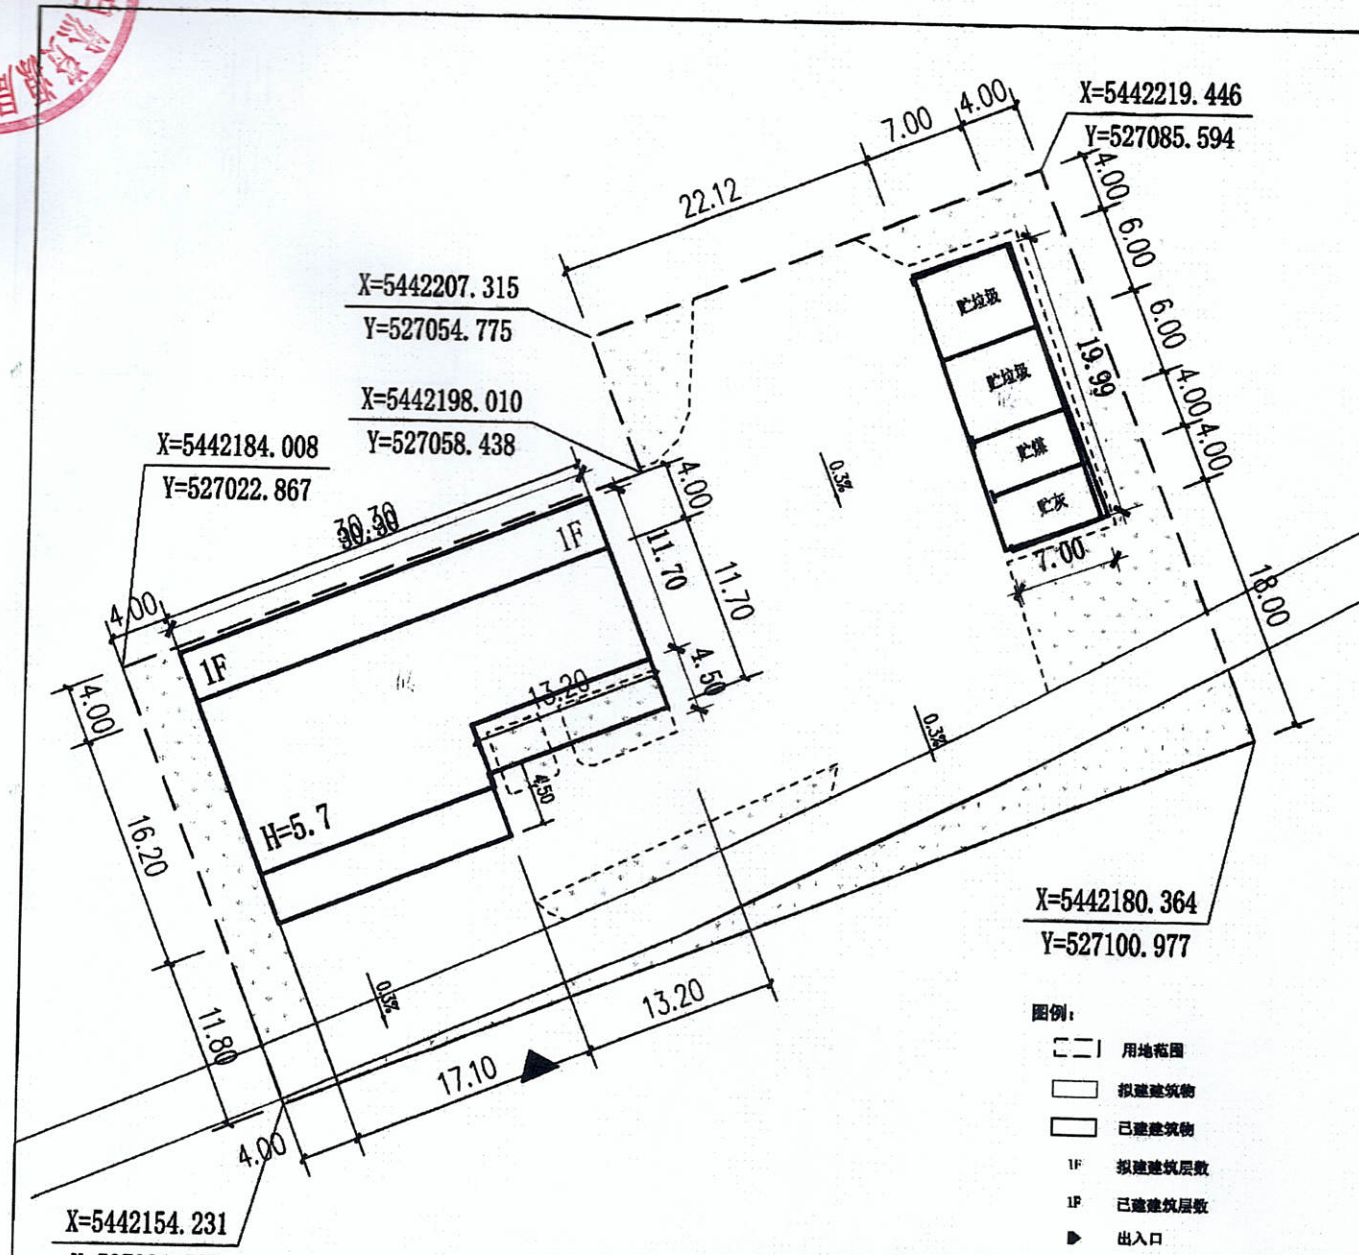 4.00
7.00
22.12
X=5442219.446
Y=527085.594
4.00
6.00
6.00
4.00
4.00
18.00
X=5442207.315
Y=527054.775
X=5442198.010
Y=527058.438
X=5442184.008
Y=527022.867
贮垃圾
贮垃圾
贮煤
贮灰
19.99
7.00
0.3%
30.30
4.00
1F
1F
4.00
11.70
11.70
4.50
13.20
4.50
H=5.7
4.00
16.20
11.80
0.3%
0.3%
13.20
17.10
4.00
X=5442180.364
Y=527100.977
X=5442154.231
图例:
用地范围
拟建建筑物
已建建筑物
1F 拟建建筑层数
1F 已建建筑层数
出入口